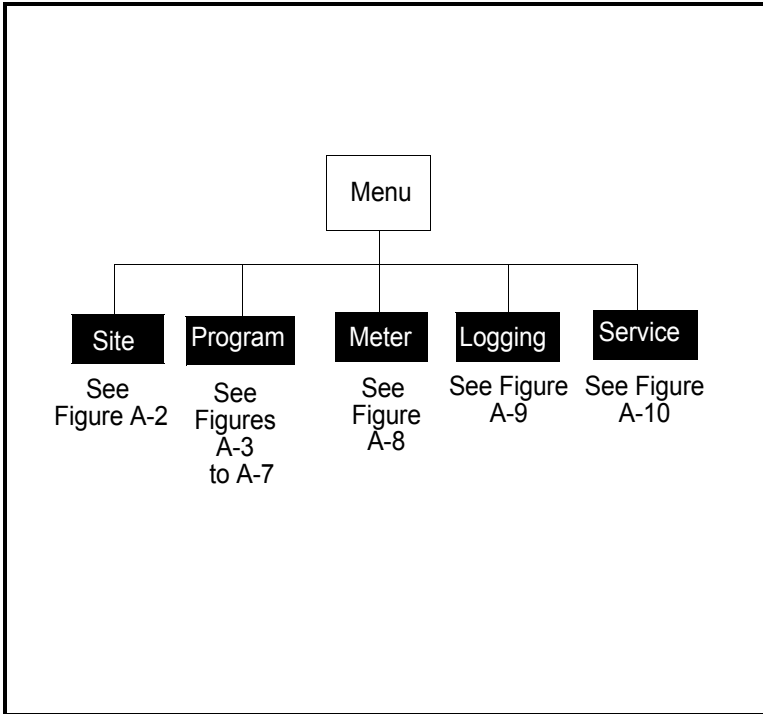 Menu
Site
Program
Meter
Logging
Service
See
Figure A-2
See
Figures
A-3
to A-7
See
Figure
A-8
See Figure
A-9
See Figure
A-10